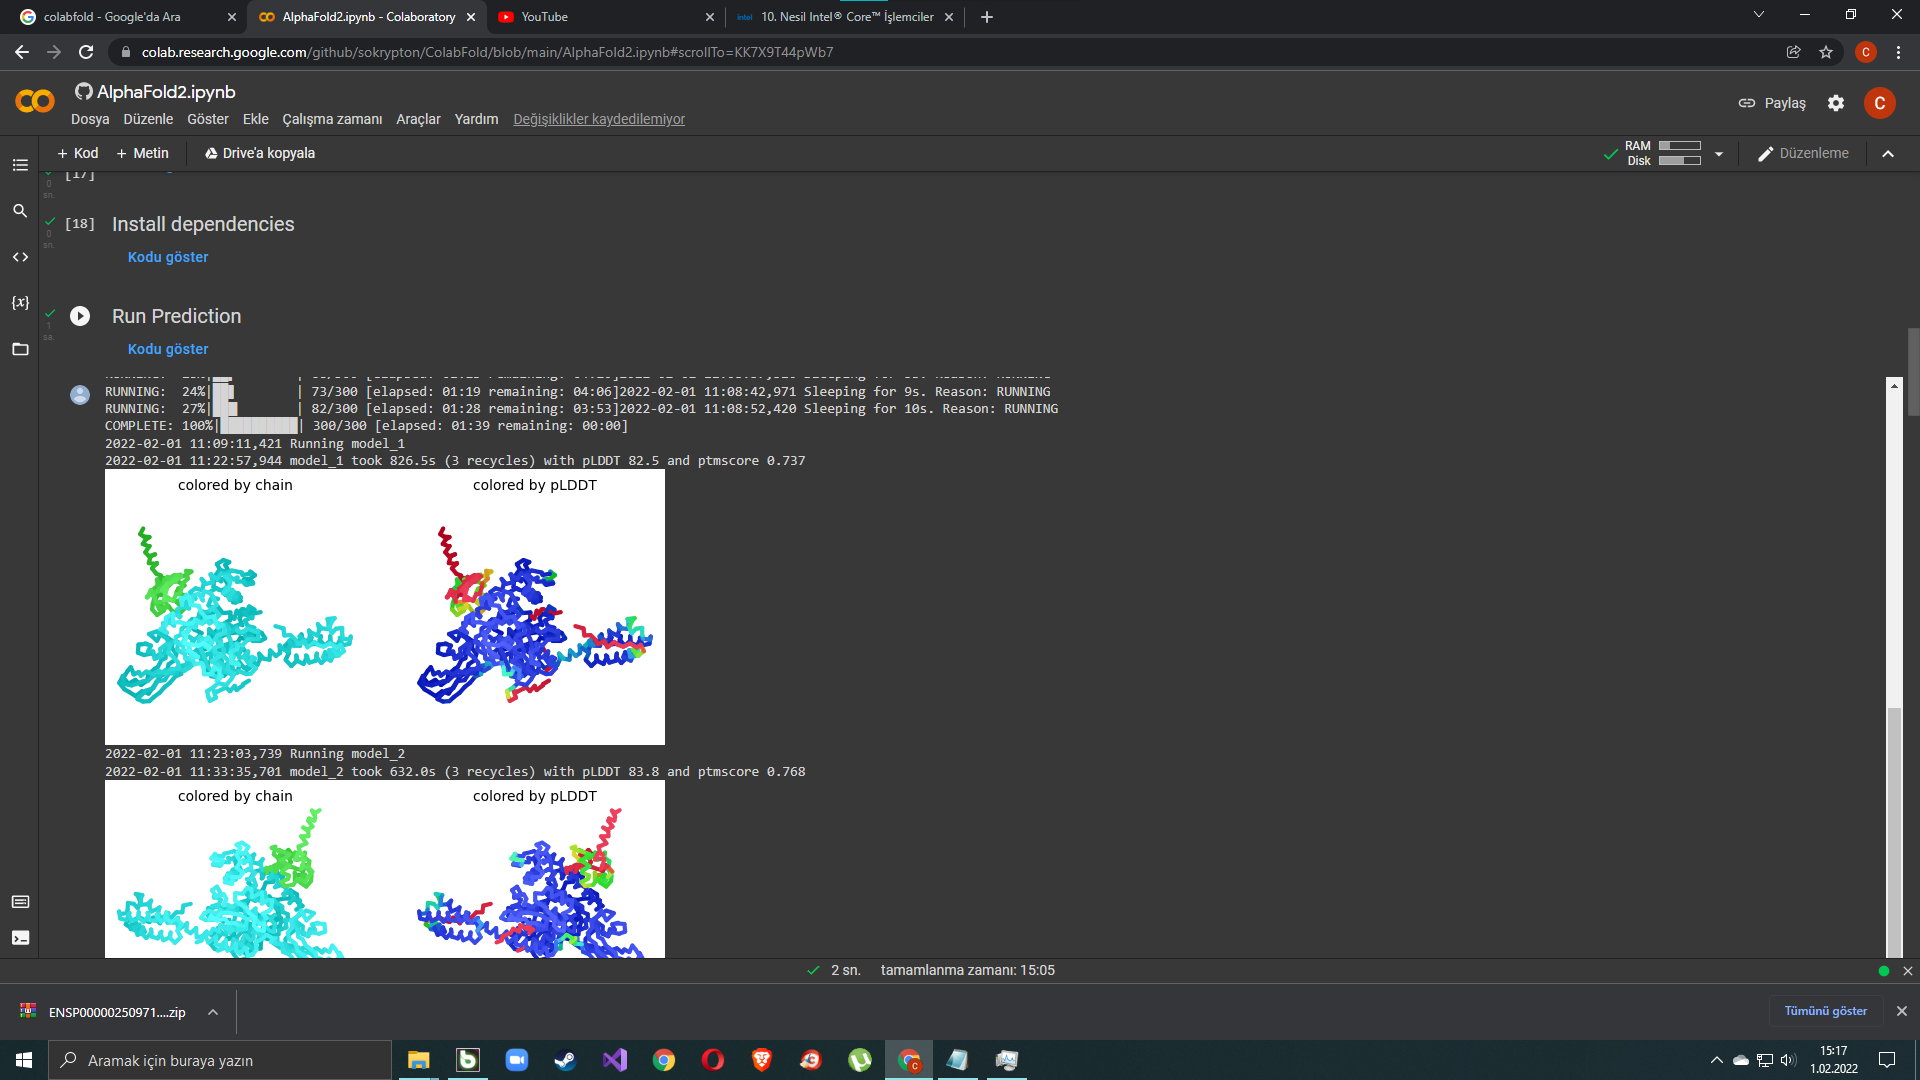 colabfold - Google'da Ara
AlphaFold2.ipynb - Colaboratory
YouTube
intel
10. Nesil Intel® Core™ İşlemciler
colab.research.google.com/github/sokrypton/ColabFold/blob/main/AlphaFold2.ipynb#scrollTo=KK7X9T44pWb7
C
AlphaFold2.ipynb
Dosya Düzenle Göster Ekle Çalışma zamanı Araçlar Yardım Değişiklikler kaydedilemiyor
Paylaş
C
+ Kod + Metin Drive'a kopyala
RAM
Disk
Düzenleme
[17]
0
sn.
[18] Install dependencies
0
sn.
Kodu göster
{x}
Run Prediction
1
sa.
Kodu göster
RUNNING: 24%| | 73/300 [elapsed: 01:19 remaining: 04:06]2022-02-01 11:08:42,971 Sleeping for 9s. Reason: RUNNING
RUNNING: 27%| | 82/300 [elapsed: 01:28 remaining: 03:53]2022-02-01 11:08:52,420 Sleeping for 10s. Reason: RUNNING
COMPLETE: 100%| | 300/300 [elapsed: 01:39 remaining: 00:00]
2022-02-01 11:09:11,421 Running model_1
2022-02-01 11:22:57,944 model_1 took 826.5s (3 recycles) with pLDDT 82.5 and ptmscore 0.737
colored by chain colored by pLDDT
2022-02-01 11:23:03,739 Running model_2
2022-02-01 11:33:35,701 model_2 took 632.0s (3 recycles) with pLDDT 83.8 and ptmscore 0.768
colored by chain colored by pLDDT
2 sn. tamamlanma zamanı: 15:05
ENSP00000250971....zip
Tümünü göster
Aramak için buraya yazın
15:17
1.02.2022